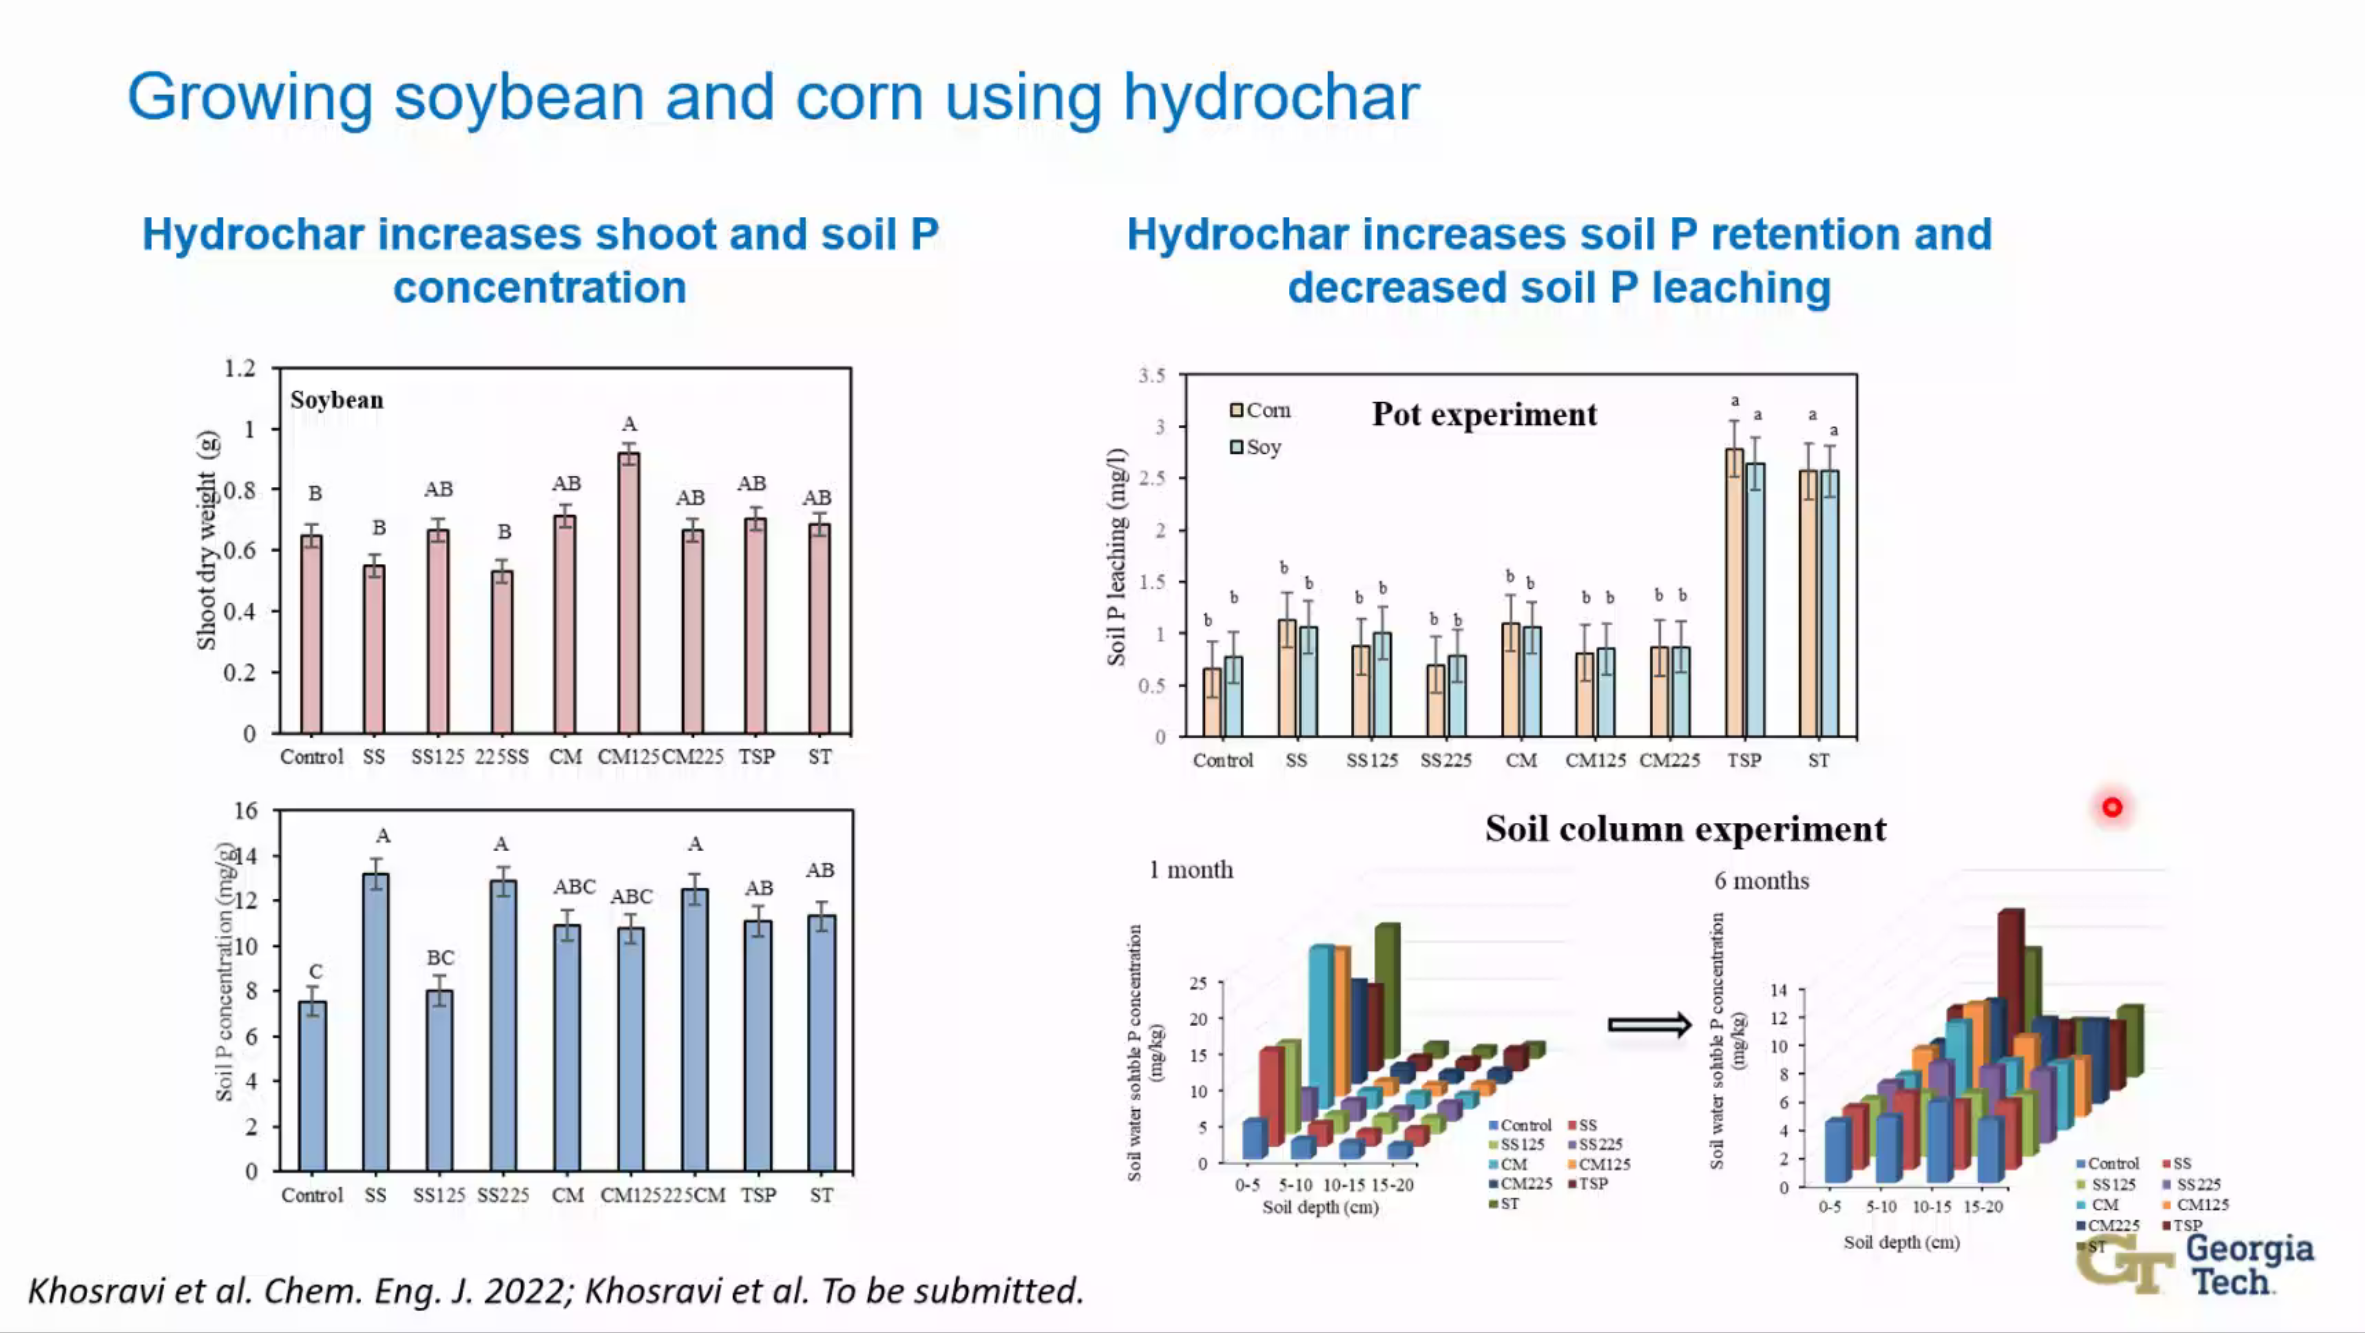 Growing soybean and corn using hydrochar
Hydrochar increases shoot and soil P
concentration
Shoot dry weight (g)
1.2
1
0.8
0.6
0.4
0.2
0
Soybean
B
B
AB
B
AB
A
AB
AB
AB
Control SS SS125 225SS CM CM125 CM225 TSP ST
Soil P concentration (mg/g)
16
14
12
10
8
6
4
2
0
C
A
BC
A
ABC
ABC
A
AB
AB
Control SS SS125 SS225 CM CM125 225CM TSP ST
Hydrochar increases soil P retention and
decreased soil P leaching
Soil P leaching (mg/l)
3.5
3
2.5
2
1.5
1
0.5
0
Corn
Soy
Pot experiment
b b
b b
b b
b b
b b
b b
b b
a a
a a
Control SS SS125 SS225 CM CM125 CM225 TSP ST
Soil column experiment
1 month
Soil water soluble P concentration
(mg/kg)
25
20
15
10
5
0
0-5 5-10 10-15 15-20
Soil depth (cm)
Control SS
SS125 SS225
CM CM125
CM225 TSP
ST
6 months
Soil water soluble P concentration
(mg/kg)
14
12
10
8
6
4
2
0
0-5 5-10 10-15 15-20
Soil depth (cm)
Control SS
SS125 SS225
CM CM125
CM225 TSP
ST
GT Georgia
Tech.
Khosravi et al. Chem. Eng. J. 2022; Khosravi et al. To be submitted.